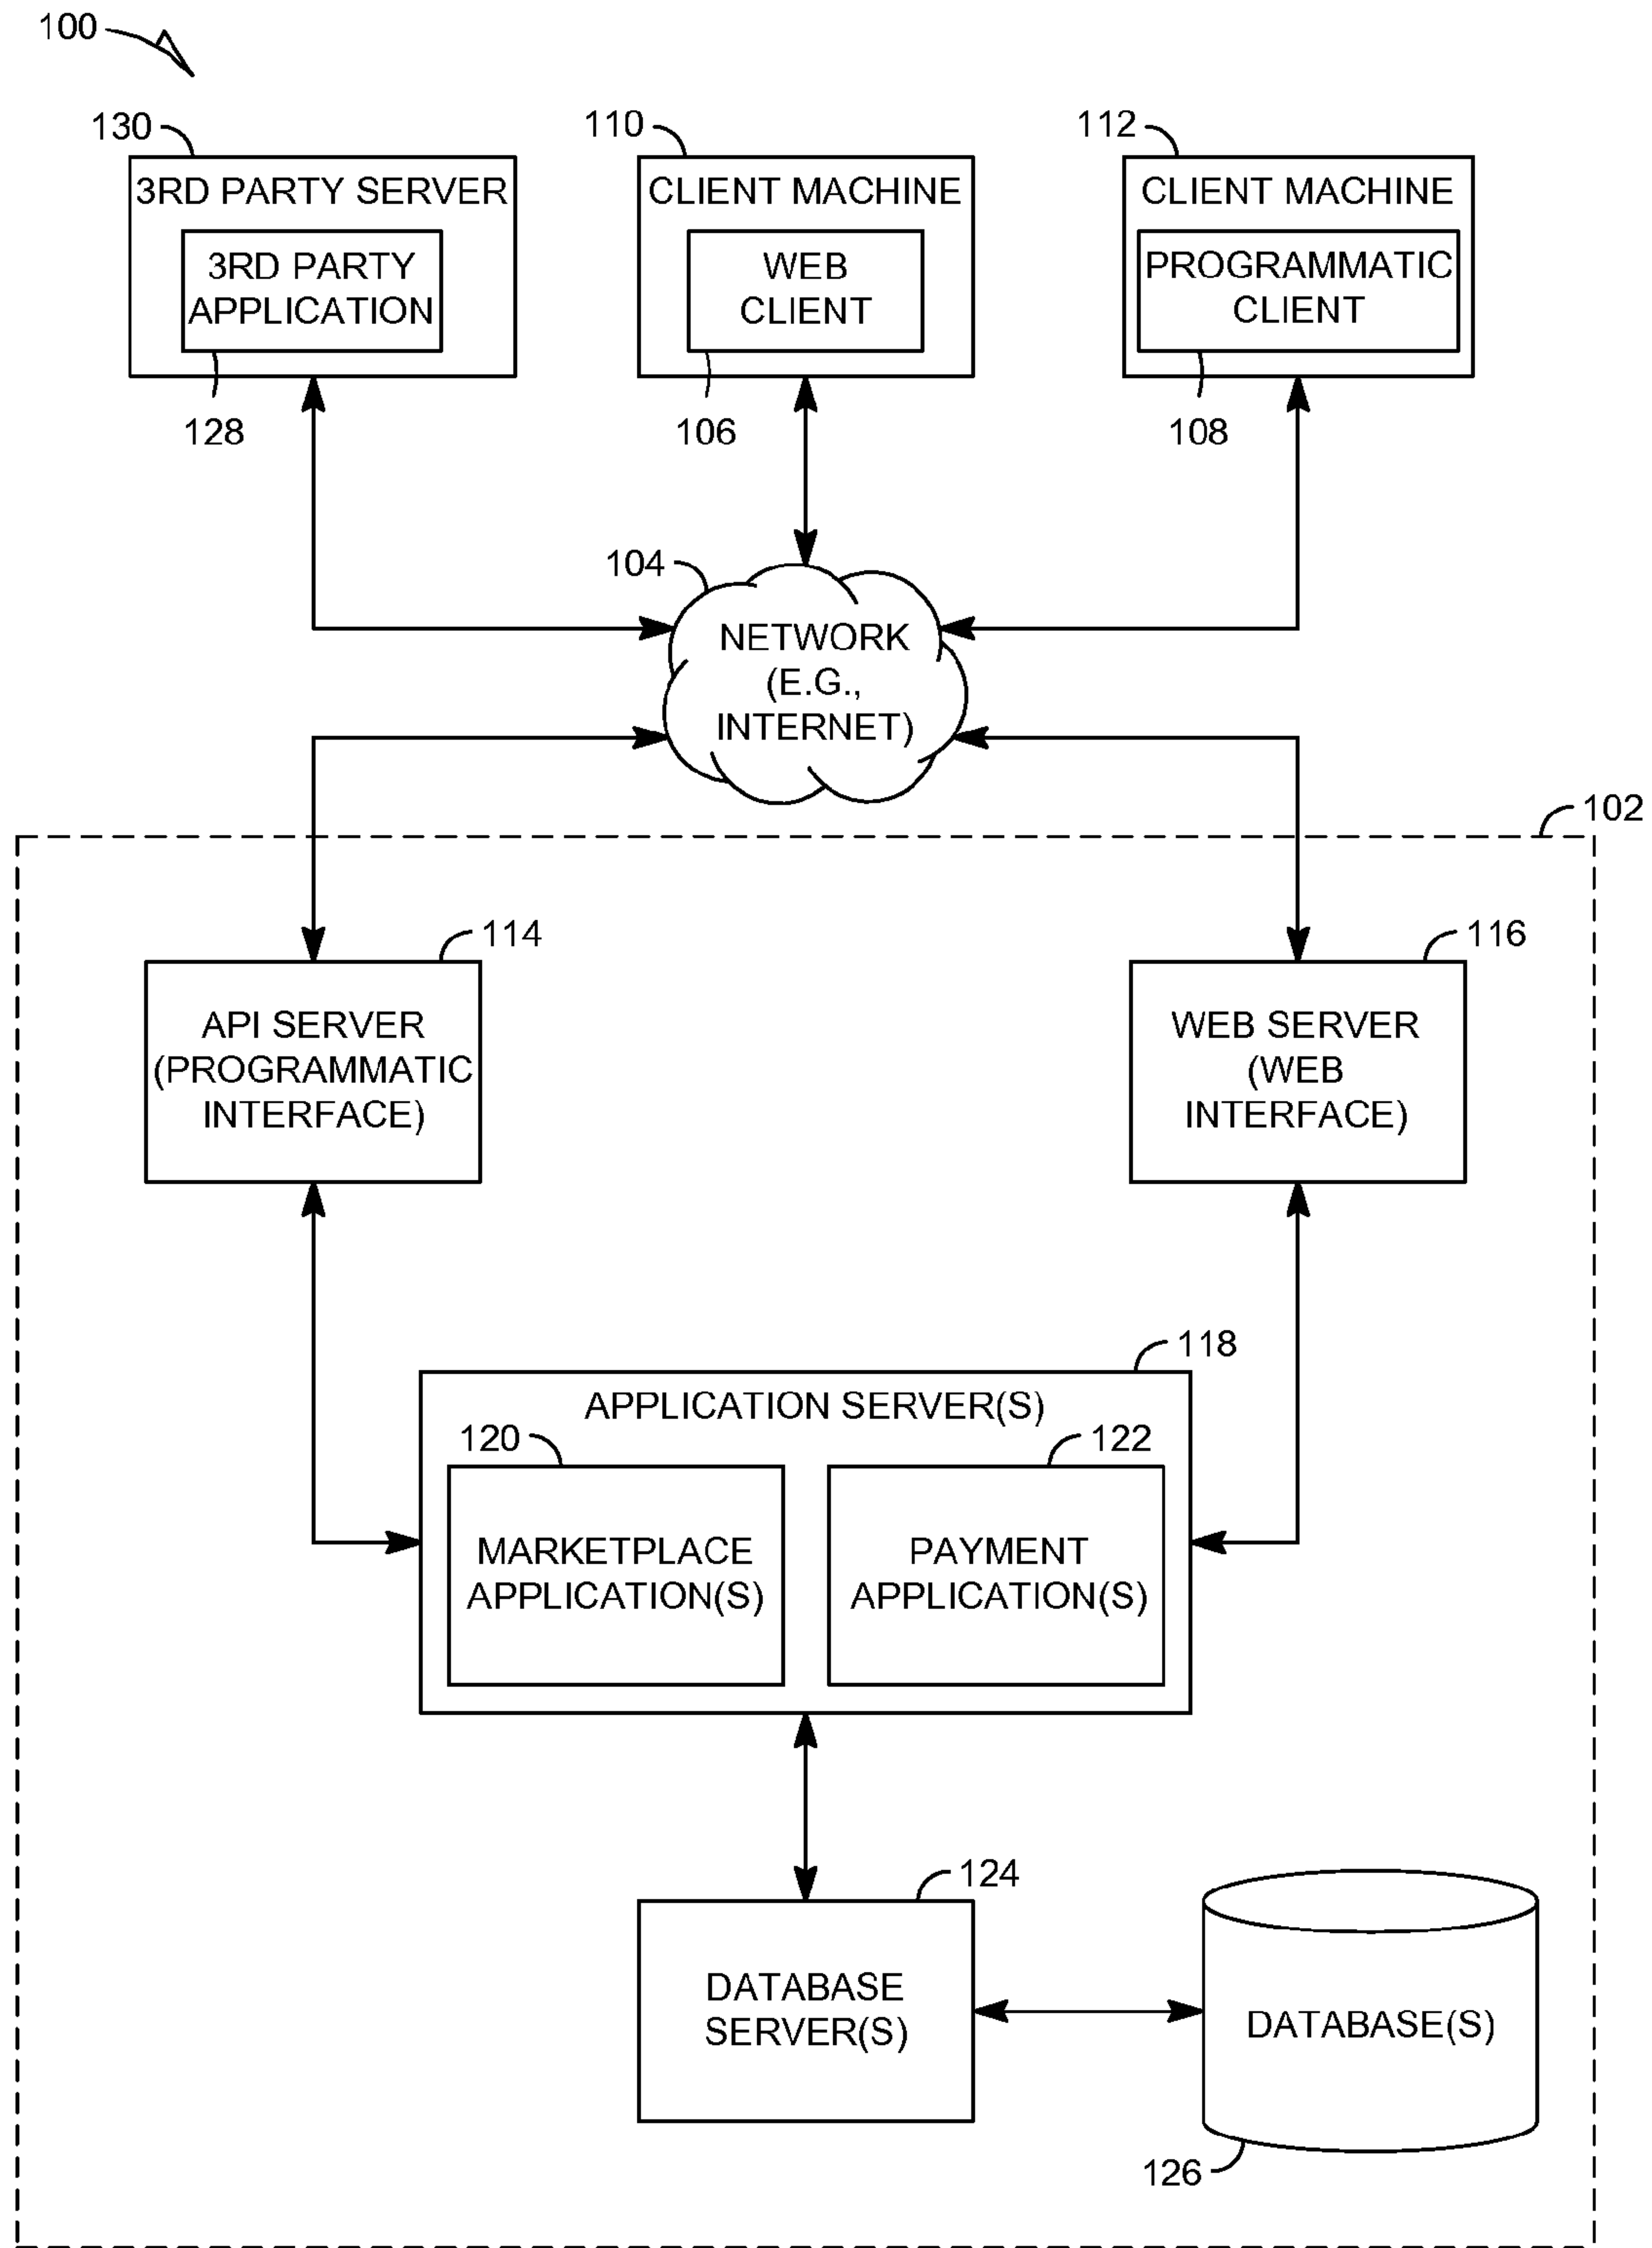 100
130
110
112
3RD PARTY SERVER
3RD PARTY
APPLICATION
128
CLIENT MACHINE
WEB
CLIENT
106
CLIENT MACHINE
PROGRAMMATIC
CLIENT
108
104
NETWORK
(E.G.,
INTERNET)
102
114
API SERVER
(PROGRAMMATIC
INTERFACE)
116
WEB SERVER
(WEB
INTERFACE)
118
APPLICATION SERVER(S)
120
MARKETPLACE
APPLICATION(S)
122
PAYMENT
APPLICATION(S)
124
DATABASE
SERVER(S)
DATABASE(S)
126